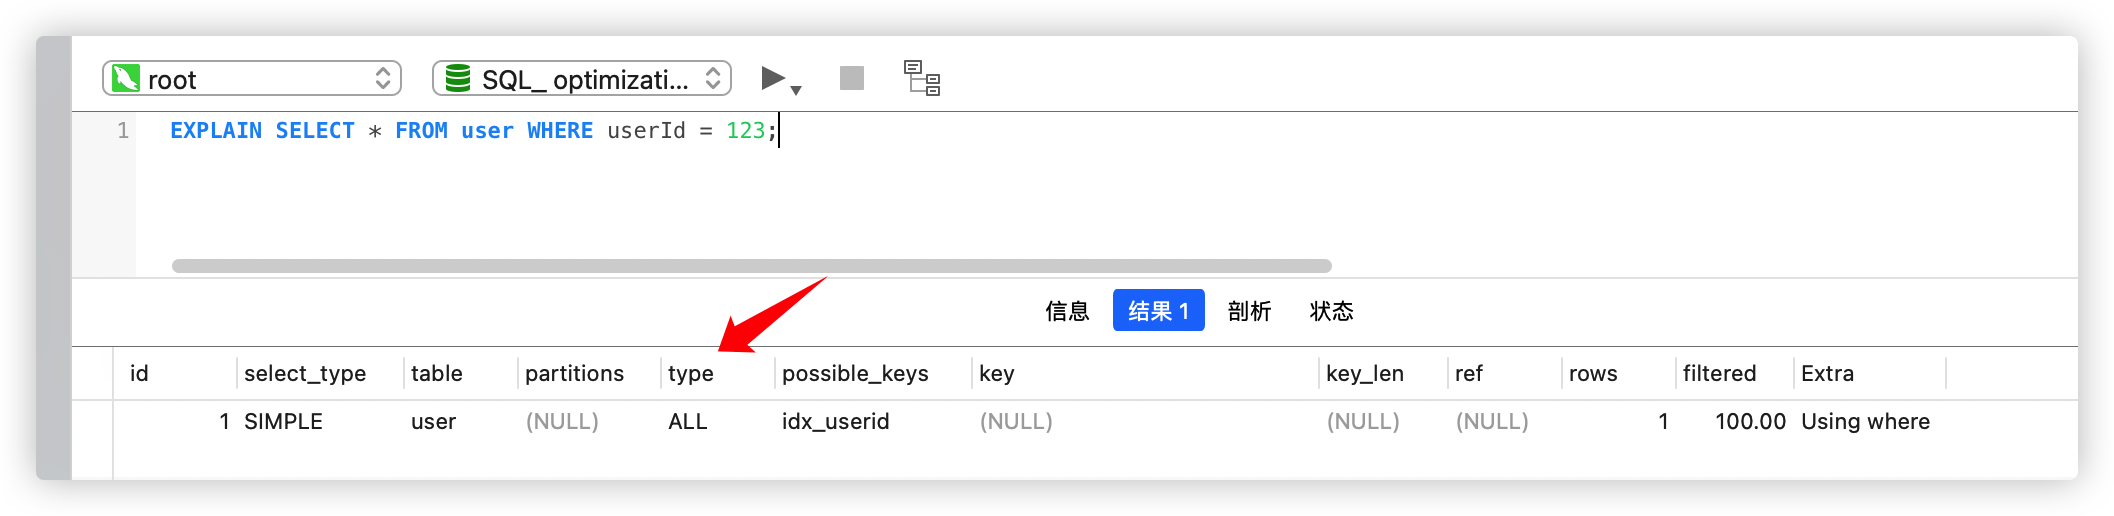 root SQL_ optimizati...
1 EXPLAIN SELECT * FROM user WHERE userId = 123;
信息 结果 1 剖析 状态
id select_type table partitions type possible_keys key key_len ref rows filtered Extra
1 SIMPLE user (NULL) ALL idx_userid (NULL) (NULL) (NULL) 1 100.00 Using where